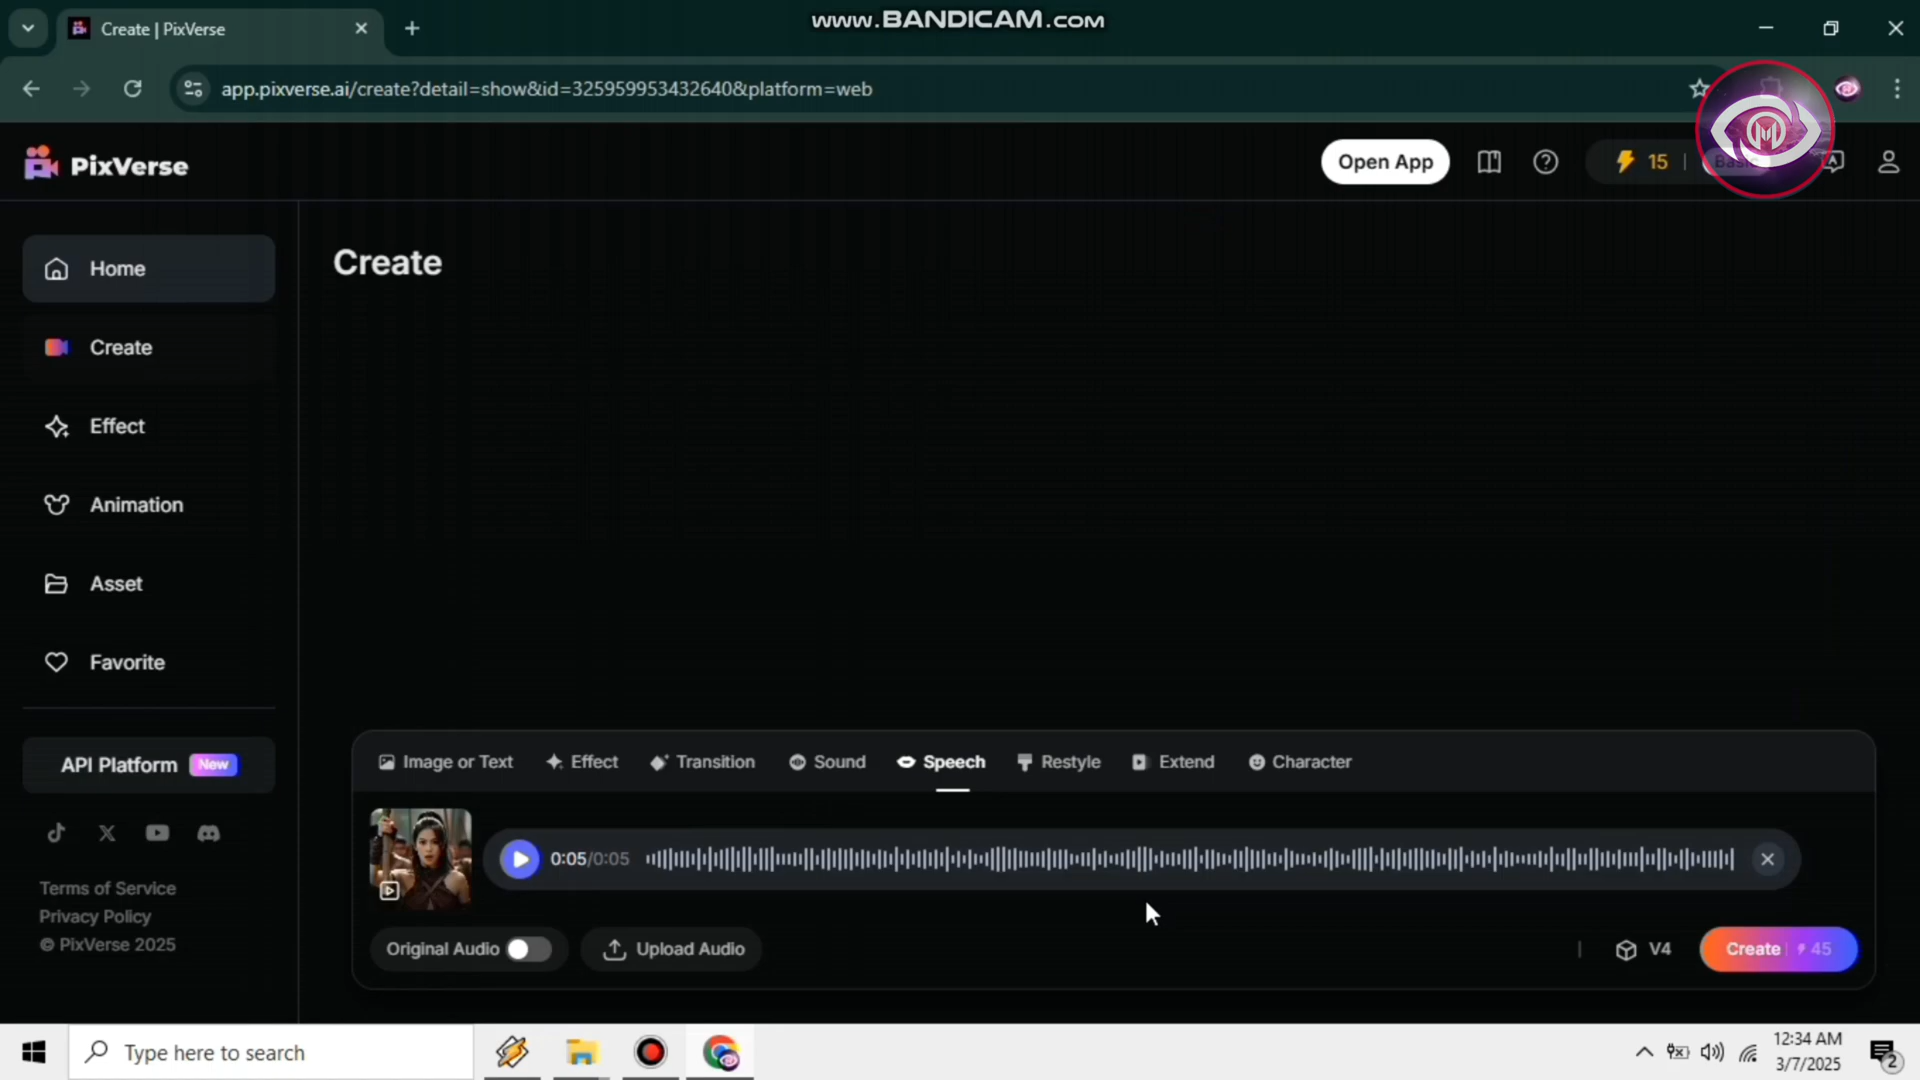 Create | PixVerse
www.BANDICAM.com
app.pixverse.ai/create?detail=show&id=325959953432640&platform=web
PixVerse
Open App
15
Basic
Home
Create
Effect
Animation
Asset
Favorite
API Platform New
Terms of Service
Privacy Policy
© PixVerse 2025
Create
Image or Text
Effect
Transition
Sound
Speech
Restyle
Extend
Character
0:05/0:05
Original Audio
Upload Audio
V4
Create 45
Type here to search
12:34 AM
3/7/2025
2